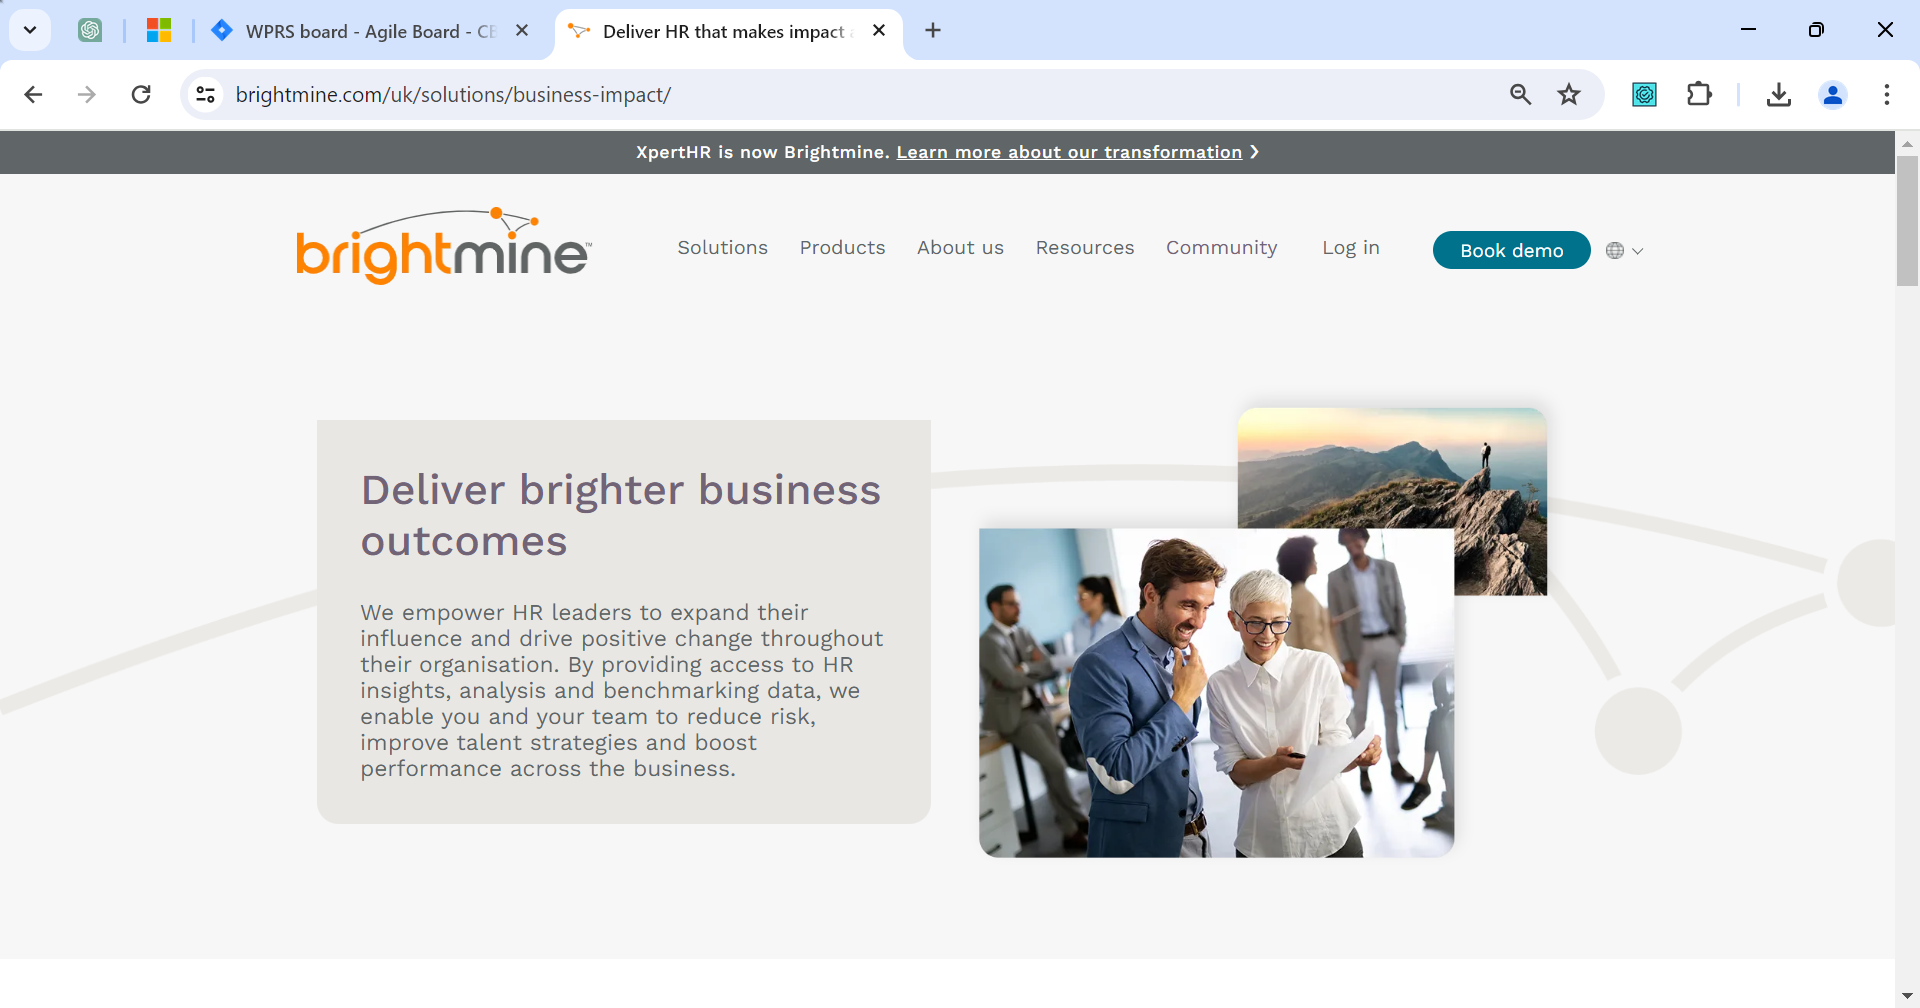 WPRS board - Agile Board - CE
Deliver HR that makes impact
brightmine.com/uk/solutions/business-impact/
XpertHR is now Brightmine. Learn more about our transformation ❯
brightmine™
Solutions Products About us Resources Community Log in Book demo
Deliver brighter business
outcomes
We empower HR leaders to expand their
influence and drive positive change throughout
their organisation. By providing access to HR
insights, analysis and benchmarking data, we
enable you and your team to reduce risk,
improve talent strategies and boost
performance across the business.